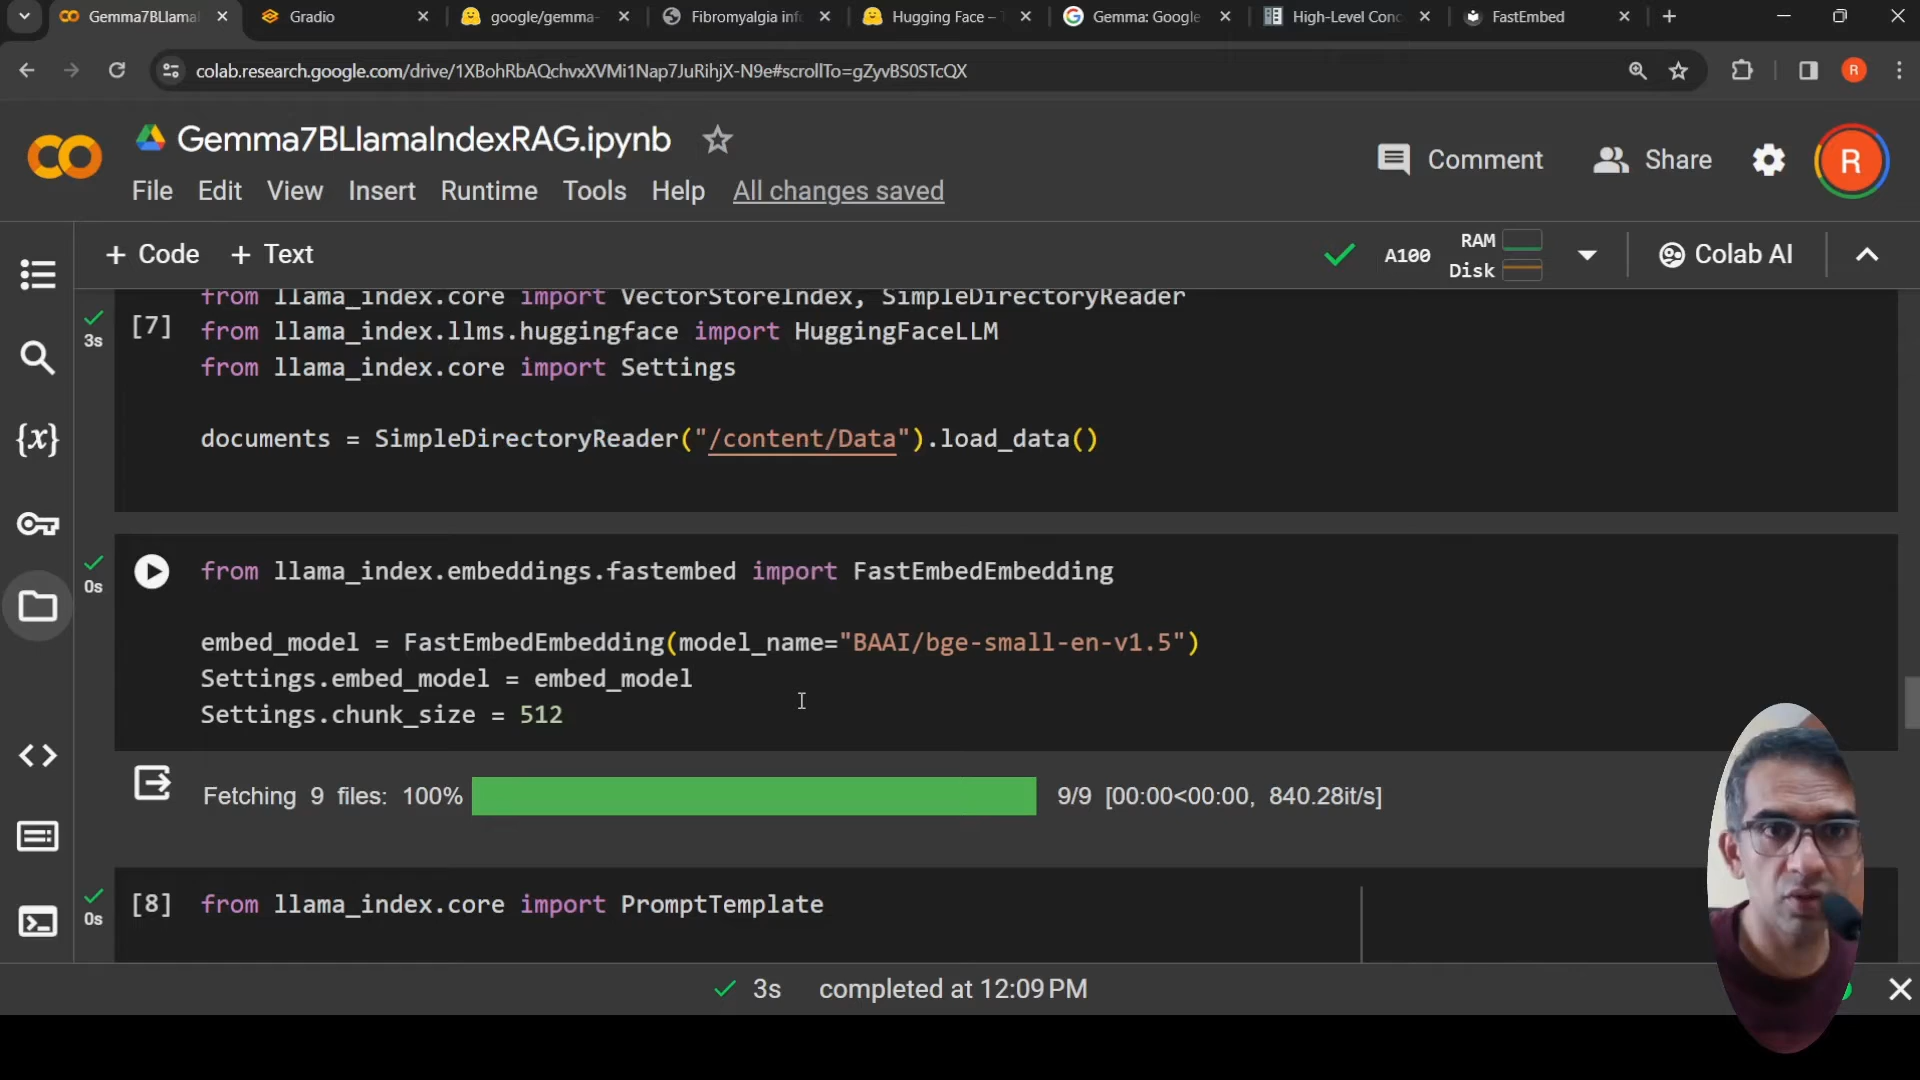 Gemma7BLlamaI
Gradio
google/gemma-
Fibromyalgia info
Hugging Face –
Gemma: Google
High-Level Conc
FastEmbed
colab.research.google.com/drive/1XBohRbAQchvxXVMi1Nap7JuRihjX-N9e#scrollTo=gZyvBS0STcQX
R
Gemma7BLlamaIndexRAG.ipynb
Comment
Share
R
File Edit View Insert Runtime Tools Help All changes saved
+ Code + Text
A100
RAM
Disk
Colab AI
from llama_index.core import VectorStoreIndex, SimpleDirectoryReader
3s
[7]
from llama_index.llms.huggingface import HuggingFaceLLM
from llama_index.core import Settings
documents = SimpleDirectoryReader("/content/Data").load_data()
{x}
0s
from llama_index.embeddings.fastembed import FastEmbedEmbedding
embed_model = FastEmbedEmbedding(model_name="BAAI/bge-small-en-v1.5")
Settings.embed_model = embed_model
Settings.chunk_size = 512
Fetching 9 files: 100% 9/9 [00:00<00:00, 840.28it/s]
0s
[8]
from llama_index.core import PromptTemplate
3s completed at 12:09 PM